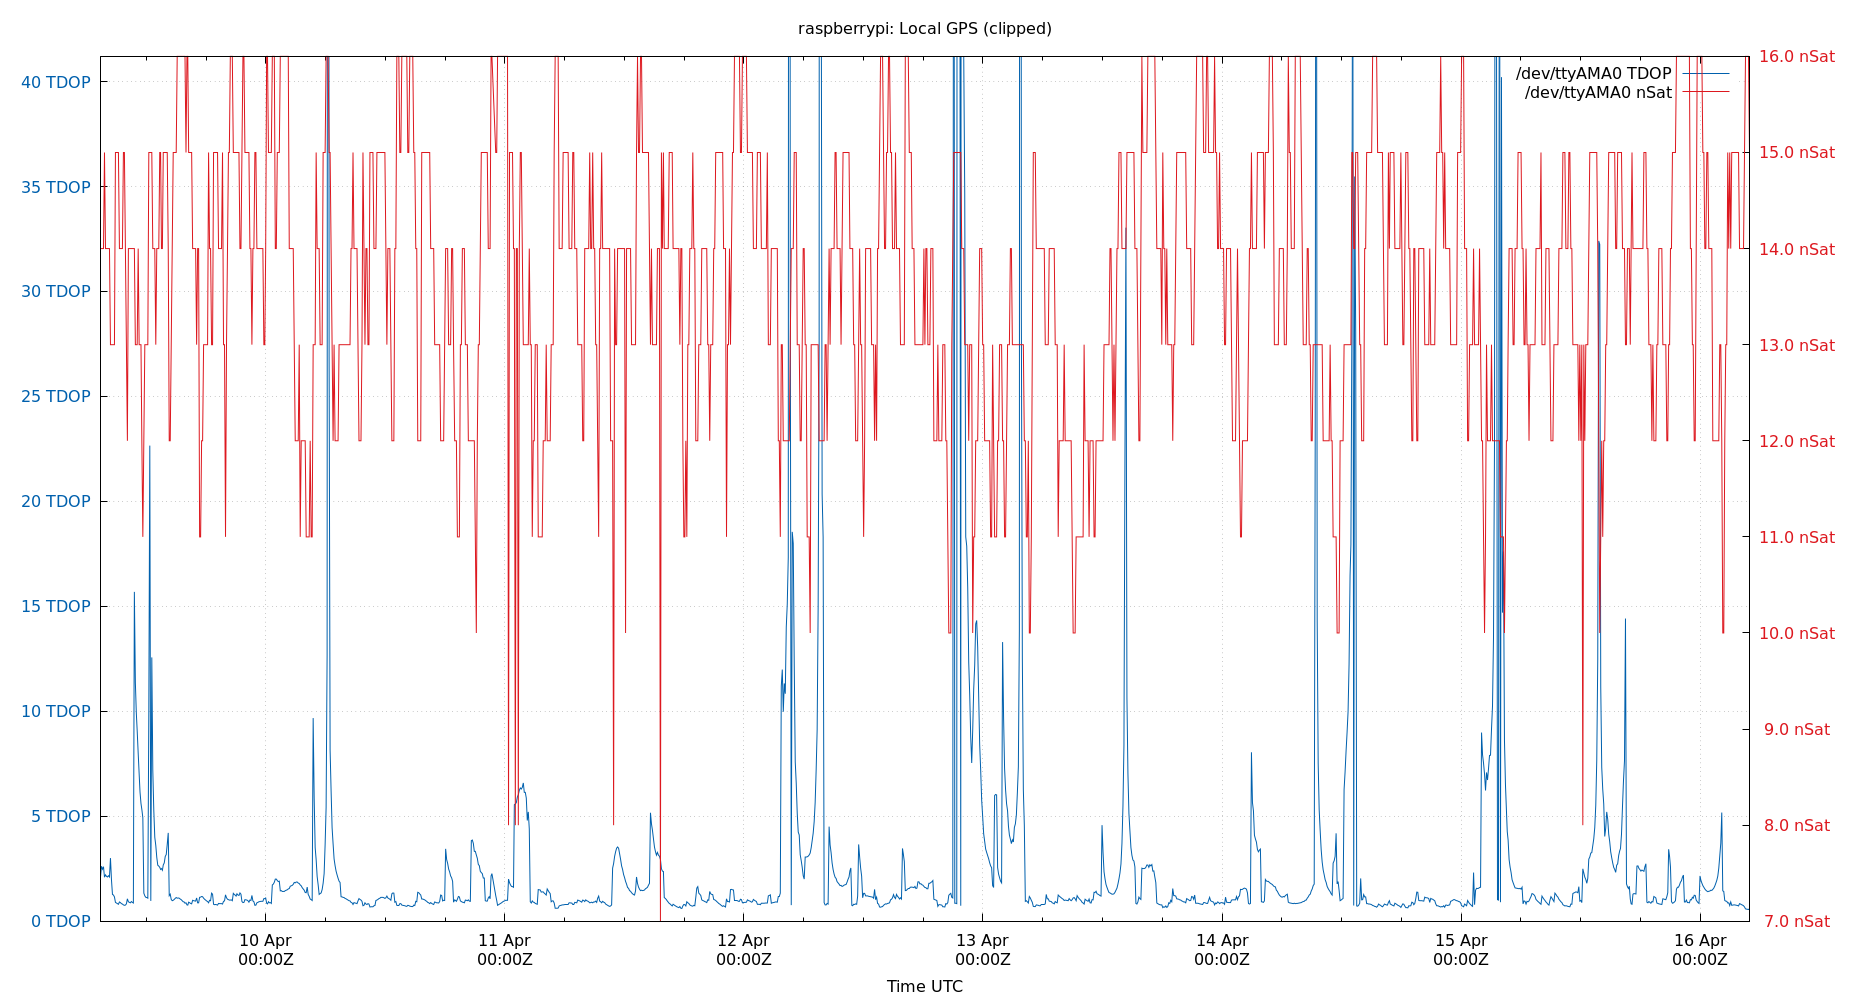 raspberrypi: Local GPS (clipped)
/dev/ttyAMA0 TDOP
/dev/ttyAMA0 nSat
40 TDOP
35 TDOP
30 TDOP
25 TDOP
20 TDOP
15 TDOP
10 TDOP
5 TDOP
0 TDOP
16.0 nSat
15.0 nSat
14.0 nSat
13.0 nSat
12.0 nSat
11.0 nSat
10.0 nSat
9.0 nSat
8.0 nSat
7.0 nSat
10 Apr 11 Apr 12 Apr 13 Apr 14 Apr 15 Apr 16 Apr
00:00Z 00:00Z 00:00Z 00:00Z 00:00Z 00:00Z 00:00Z
Time UTC